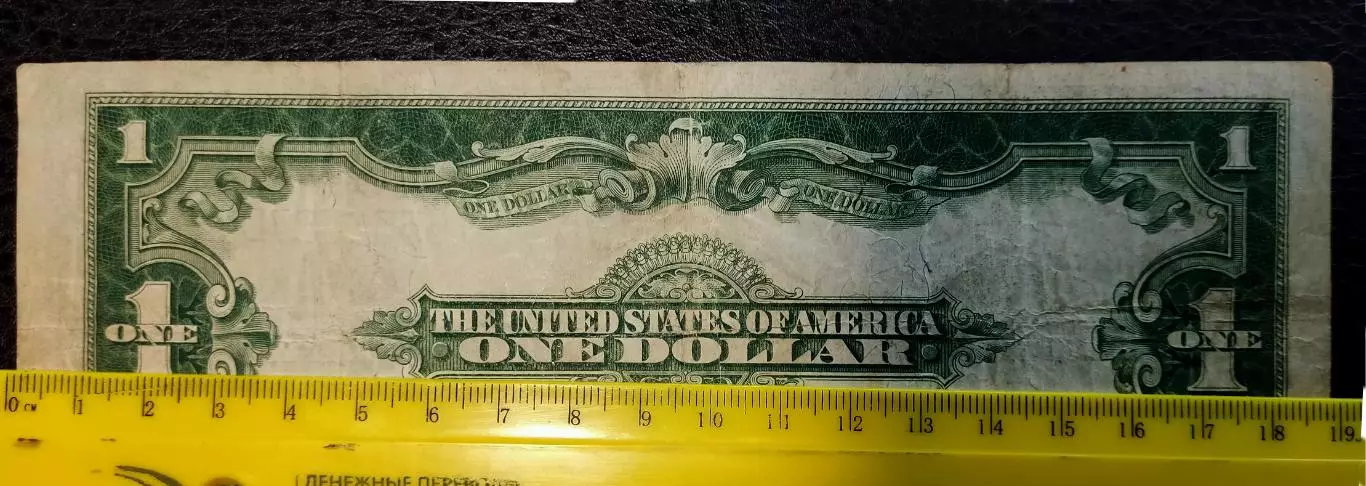 1 1
ONE DOLLAR ONE DOLLAR
THE UNITED STATES OF AMERICA
ONE DOLLAR
1 ONE 1 ONE
0 см 1 2 3 4 5 6 7 8 9 10 11 12 13 14 15 16 17 18 19
ДЕНЕЖНЫЕ ПЕРЕВОДЫ